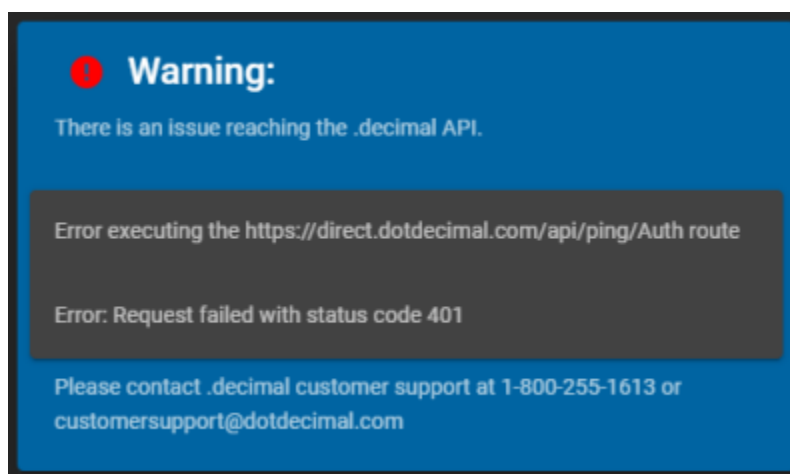 Warning:
There is an issue reaching the .decimal API.
Error executing the https://direct.dotdecimal.com/api/ping/Auth route
Error: Request failed with status code 401
Please contact .decimal customer support at 1-800-255-1613 or
customersupport@dotdecimal.com